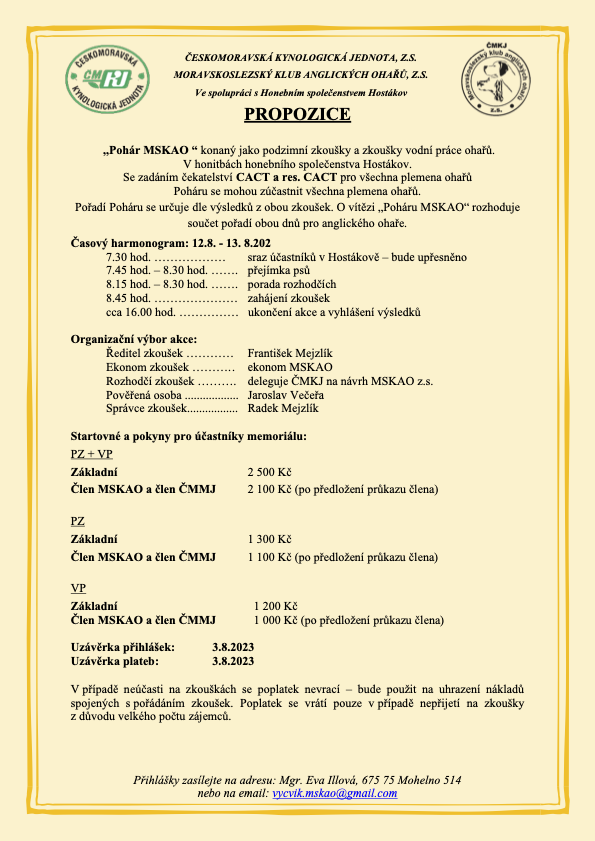 ČESKOMORAVSKÁ
CMKJ
KYNOLOGICKÁ JEDNOTA
ČESKOMORAVSKÁ KYNOLOGICKÁ JEDNOTA, Z.S.
MORAVSKOSLEZSKÝ KLUB ANGLICKÝCH OHAŘŮ, Z.S.
Ve spolupráci s Honebním společenstvem Hostákov
ČMKJ
Moravskoslezský klub anglických ohařů
z.s.
PROPOZICE
„Pohár MSKAO “ konaný jako podzimní zkoušky a zkoušky vodní práce ohařů.
V honitbách honebního společenstva Hostákov.
Se zadáním čekatelství CACT a res. CACT pro všechna plemena ohařů
Poháru se mohou zúčastnit všechna plemena ohařů.
Pořadí Poháru se určuje dle výsledků z obou zkoušek. O vítězi „Poháru MSKAO“ rozhoduje
součet pořadí obou dnů pro anglického ohaře.
Časový harmonogram: 12.8. - 13. 8.202
7.30 hod. ……………… sraz účastníků v Hostákově – bude upřesněno
7.45 hod. – 8.30 hod. ……. přejímka psů
8.15 hod. – 8.30 hod. ……. porada rozhodčích
8.45 hod. ………………… zahájení zkoušek
cca 16.00 hod. …………… ukončení akce a vyhlášení výsledků
Organizační výbor akce:
Ředitel zkoušek ………… František Mejzlík
Ekonom zkoušek ……….. ekonom MSKAO
Rozhodčí zkoušek ………. deleguje ČMKJ na návrh MSKAO z.s.
Pověřená osoba .................. Jaroslav Večeřa
Správce zkoušek................. Radek Mejzlík
Startovné a pokyny pro účastníky memoriálu:
PZ + VP
Základní 2 500 Kč
Člen MSKAO a člen ČMMJ 2 100 Kč (po předložení průkazu člena)
PZ
Základní 1 300 Kč
Člen MSKAO a člen ČMMJ 1 100 Kč (po předložení průkazu člena)
VP
Základní 1 200 Kč
Člen MSKAO a člen ČMMJ 1 000 Kč (po předložení průkazu člena)
Uzávěrka přihlášek: 3.8.2023
Uzávěrka plateb: 3.8.2023
V případě neúčasti na zkouškách se poplatek nevrací – bude použit na uhrazení nákladů
spojených s pořádáním zkoušek. Poplatek se vrátí pouze v případě nepřijetí na zkoušky
z důvodu velkého počtu zájemců.
Přihlášky zasílejte na adresu: Mgr. Eva Illová, 675 75 Mohelno 514
nebo na email: vycvik.mskao@gmail.com